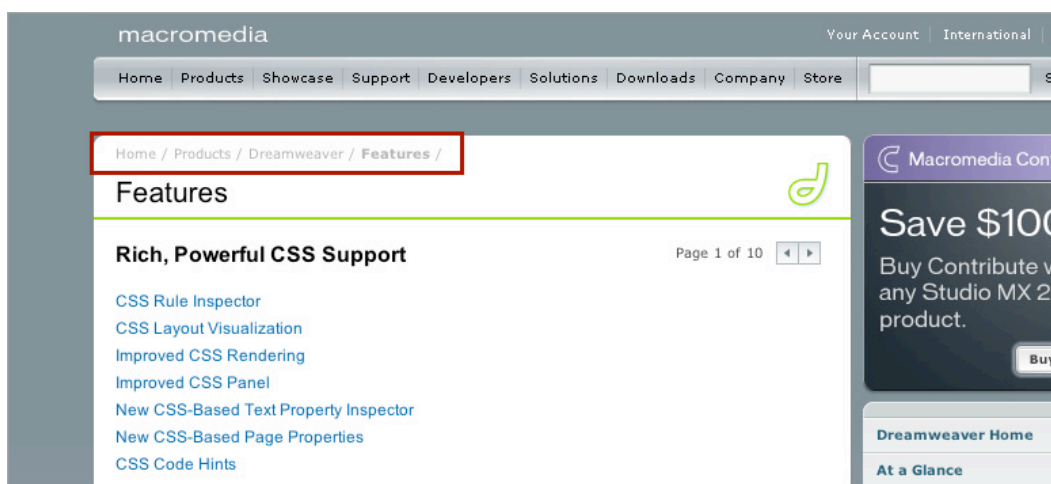 macromedia
Your Account | International |
Home Products Showcase Support Developers Solutions Downloads Company Store
Home / Products / Dreamweaver / Features /
Features
Rich, Powerful CSS Support
Page 1 of 10
CSS Rule Inspector
CSS Layout Visualization
Improved CSS Rendering
Improved CSS Panel
New CSS-Based Text Property Inspector
New CSS-Based Page Properties
CSS Code Hints
Macromedia Con
Save $100
Buy Contribute
any Studio MX 2
product.
Buy
Dreamweaver Home
At a Glance